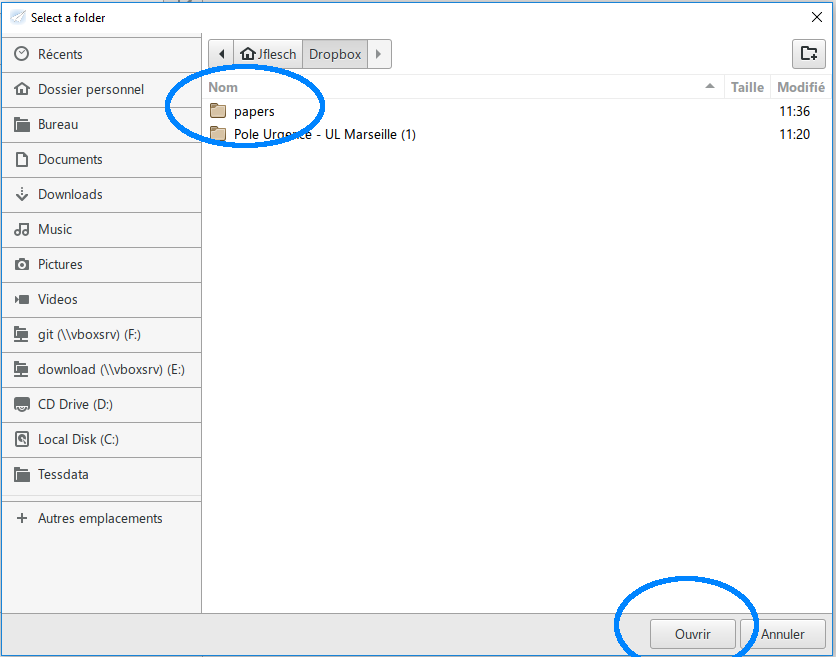 Select a folder
Récents
Dossier personnel
Bureau
Documents
Downloads
Music
Pictures
Videos
git (\\vboxsrv) (F:)
download (\\vboxsrv) (E:)
CD Drive (D:)
Local Disk (C:)
Tessdata
Autres emplacements
Jflesch Dropbox
Nom Taille Modifié
papers 11:36
Pole Urgence - UL Marseille (1) 11:20
Ouvrir Annuler